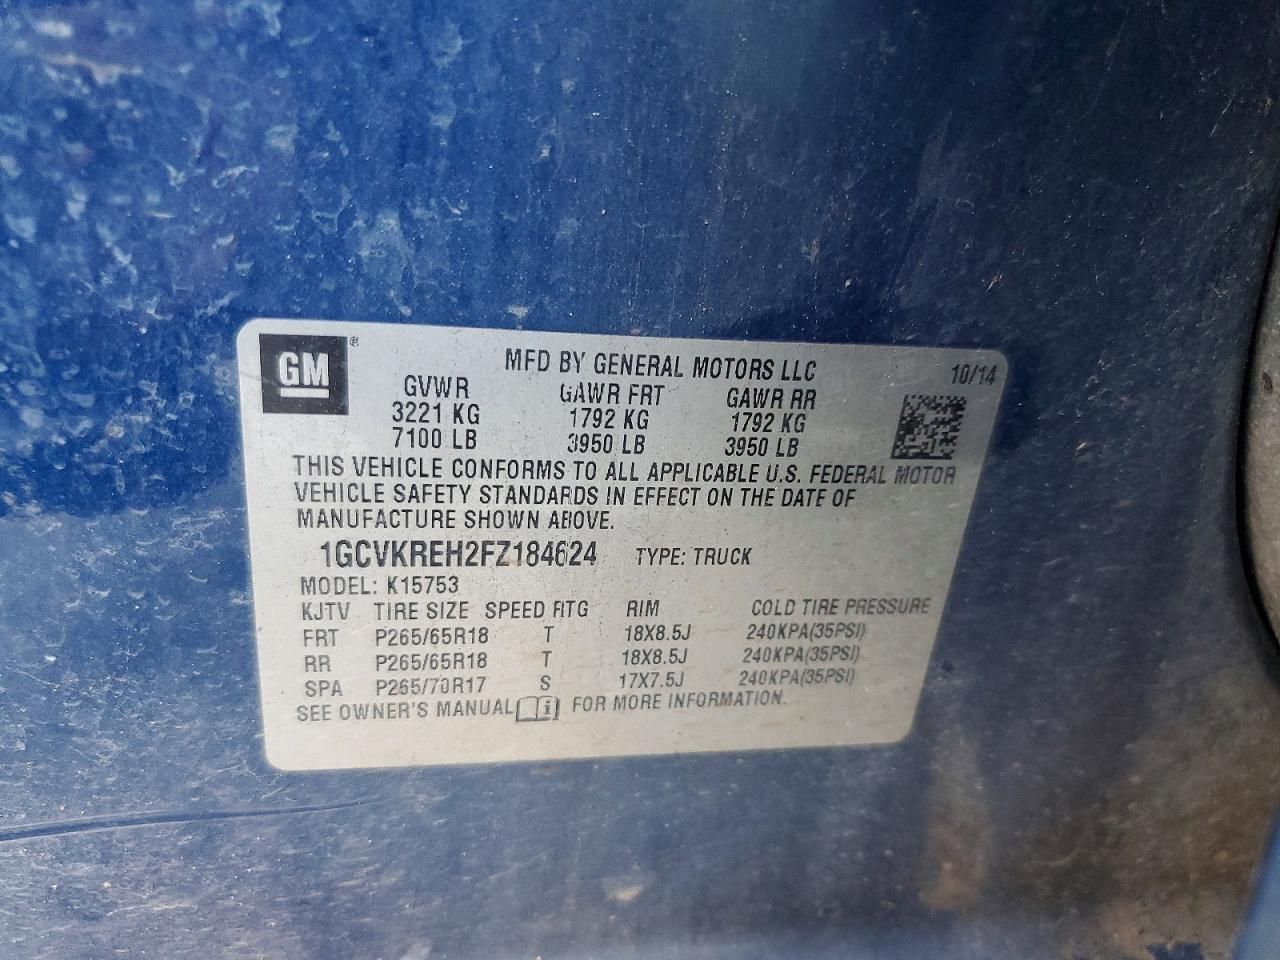 GM®
MFD BY GENERAL MOTORS LLC 10/14
GVWR GAWR FRT GAWR RR
3221 KG 1792 KG 1792 KG
7100 LB 3950 LB 3950 LB
THIS VEHICLE CONFORMS TO ALL APPLICABLE U.S. FEDERAL MOTOR
VEHICLE SAFETY STANDARDS IN EFFECT ON THE DATE OF
MANUFACTURE SHOWN ABOVE.
1GCVKREH2FZ184624 TYPE: TRUCK
MODEL: K15753
KJTV TIRE SIZE SPEED RTG RIM COLD TIRE PRESSURE
FRT P265/65R18 T 18X8.5J 240KPA(35PSI)
RR P265/65R18 T 18X8.5J 240KPA(35PSI)
SPA P265/70R17 S 17X7.5J 240KPA(35PSI)
SEE OWNER'S MANUAL i FOR MORE INFORMATION.